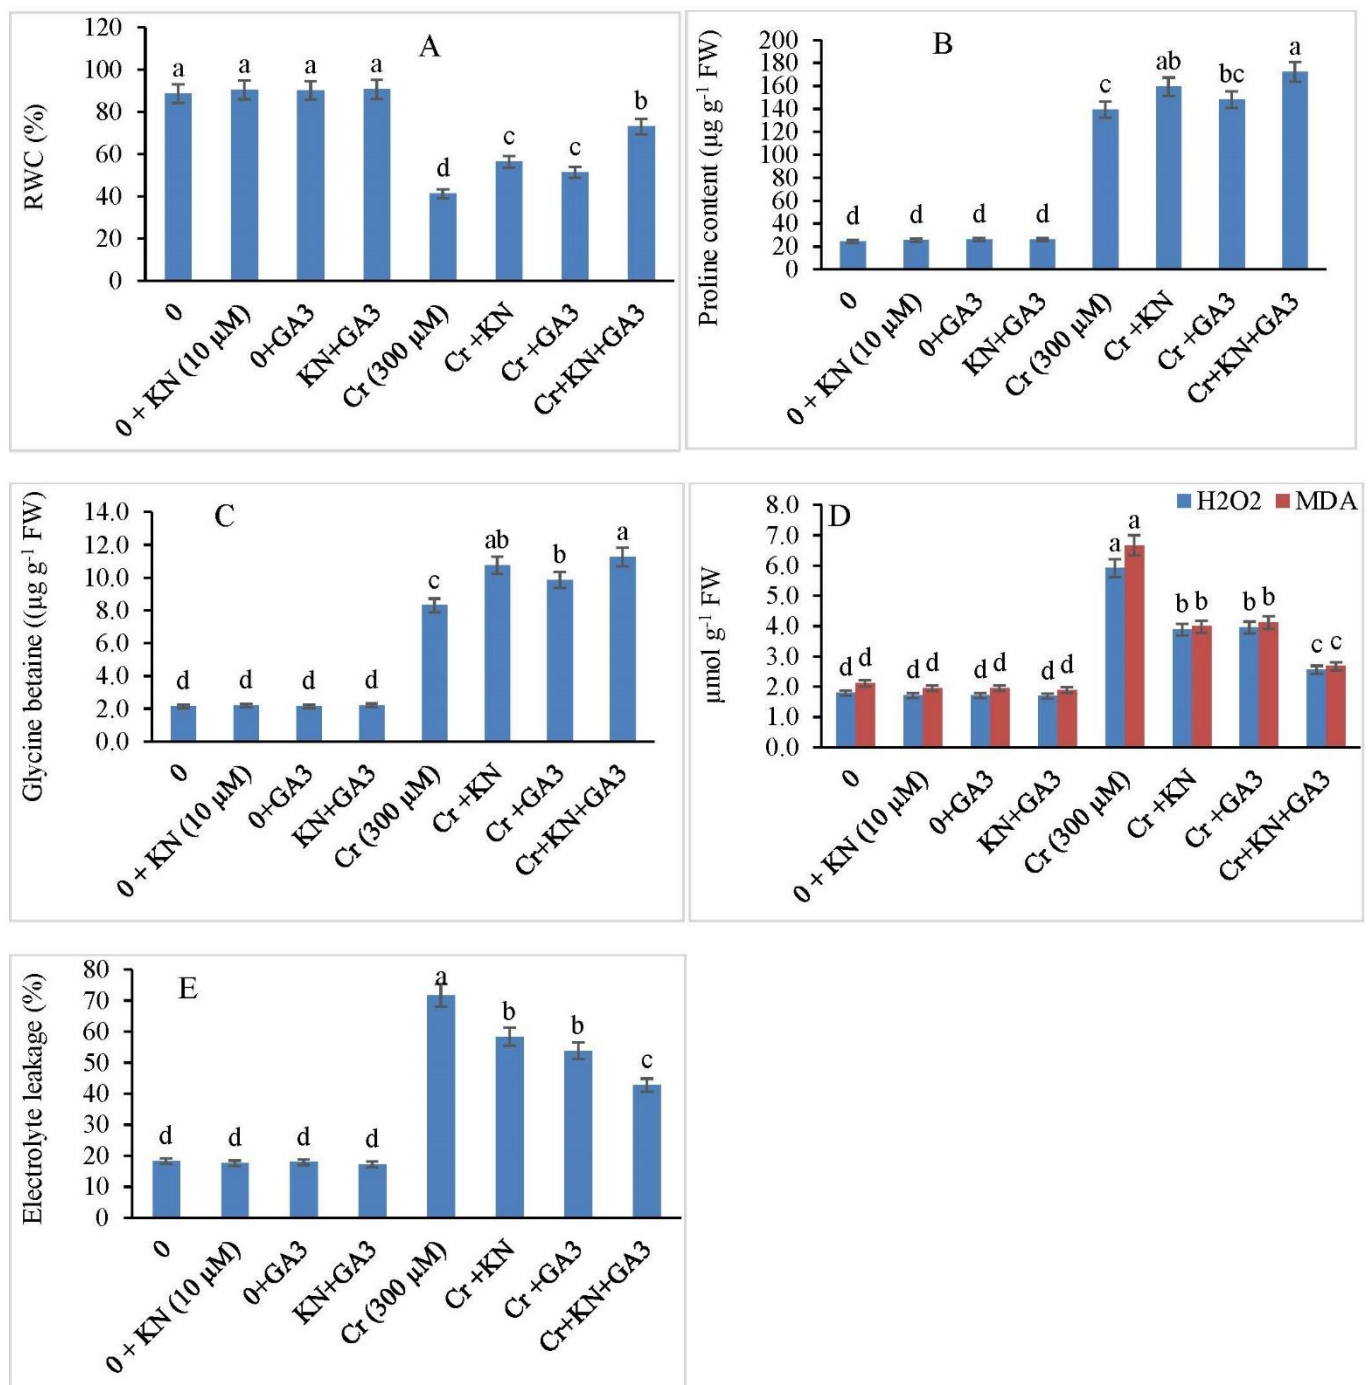 A
RWC (%)
120
100
80
60
40
20
0
a
a
a
a
d
c
c
b
0
0 + KN (10 µM)
0+GA3
KN+GA3
Cr (300 µM)
Cr +KN
Cr +GA3
Cr+KN+GA3
B
Proline content (µg g⁻¹ FW)
200
180
160
140
120
100
80
60
40
20
0
d
d
d
d
c
ab
bc
a
0
0 + KN (10 µM)
0+GA3
KN+GA3
Cr (300 µM)
Cr +KN
Cr +GA3
Cr+KN+GA3
C
Glycine betaine ((µg g⁻¹ FW)
14.0
12.0
10.0
8.0
6.0
4.0
2.0
0.0
d
d
d
d
c
ab
b
a
0
0 + KN (10 µM)
0+GA3
KN+GA3
Cr (300 µM)
Cr +KN
Cr +GA3
Cr+KN+GA3
D
H2O2 MDA
µmol g⁻¹ FW
8.0
7.0
6.0
5.0
4.0
3.0
2.0
1.0
0.0
d d
d d
d d
d d
a a
b b
b b
c c
0
0 + KN (10 µM)
0+GA3
KN+GA3
Cr (300 µM)
Cr +KN
Cr +GA3
Cr+KN+GA3
E
Electrolyte leakage (%)
80
70
60
50
40
30
20
10
0
d
d
d
d
a
b
b
c
0
0 + KN (10 µM)
0+GA3
KN+GA3
Cr (300 µM)
Cr +KN
Cr +GA3
Cr+KN+GA3